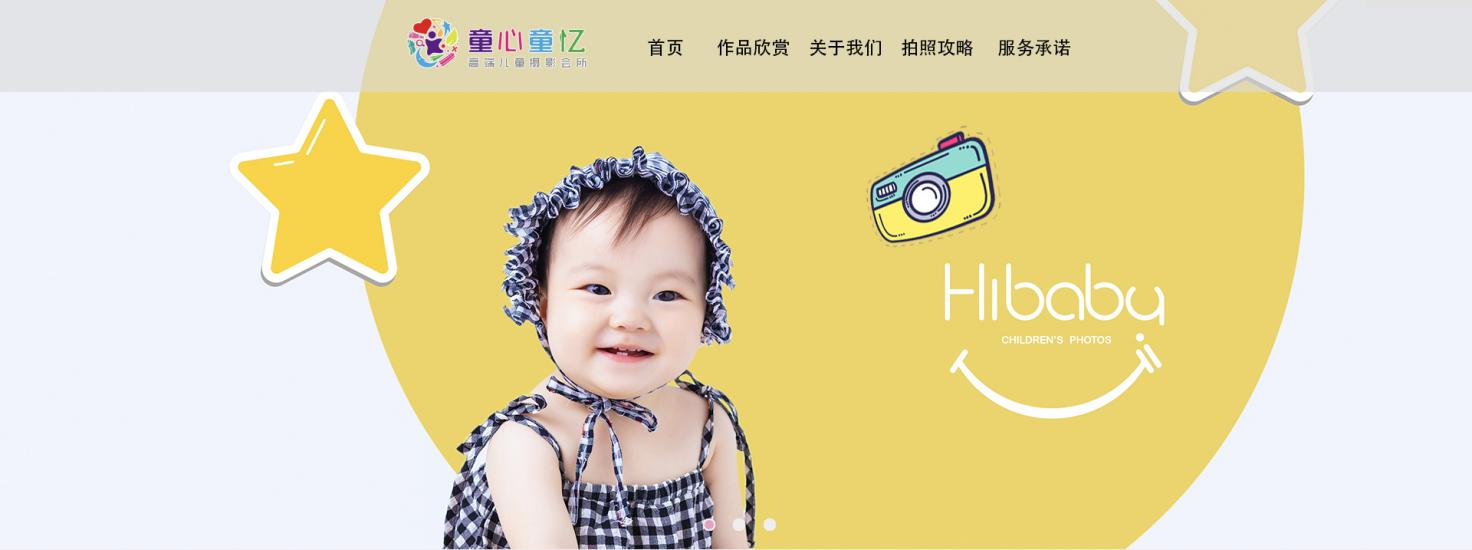 童心童忆
高端儿童摄影会所
首页 作品欣赏 关于我们 拍照攻略 服务承诺
Hibaby
CHILDREN'S PHOTOS